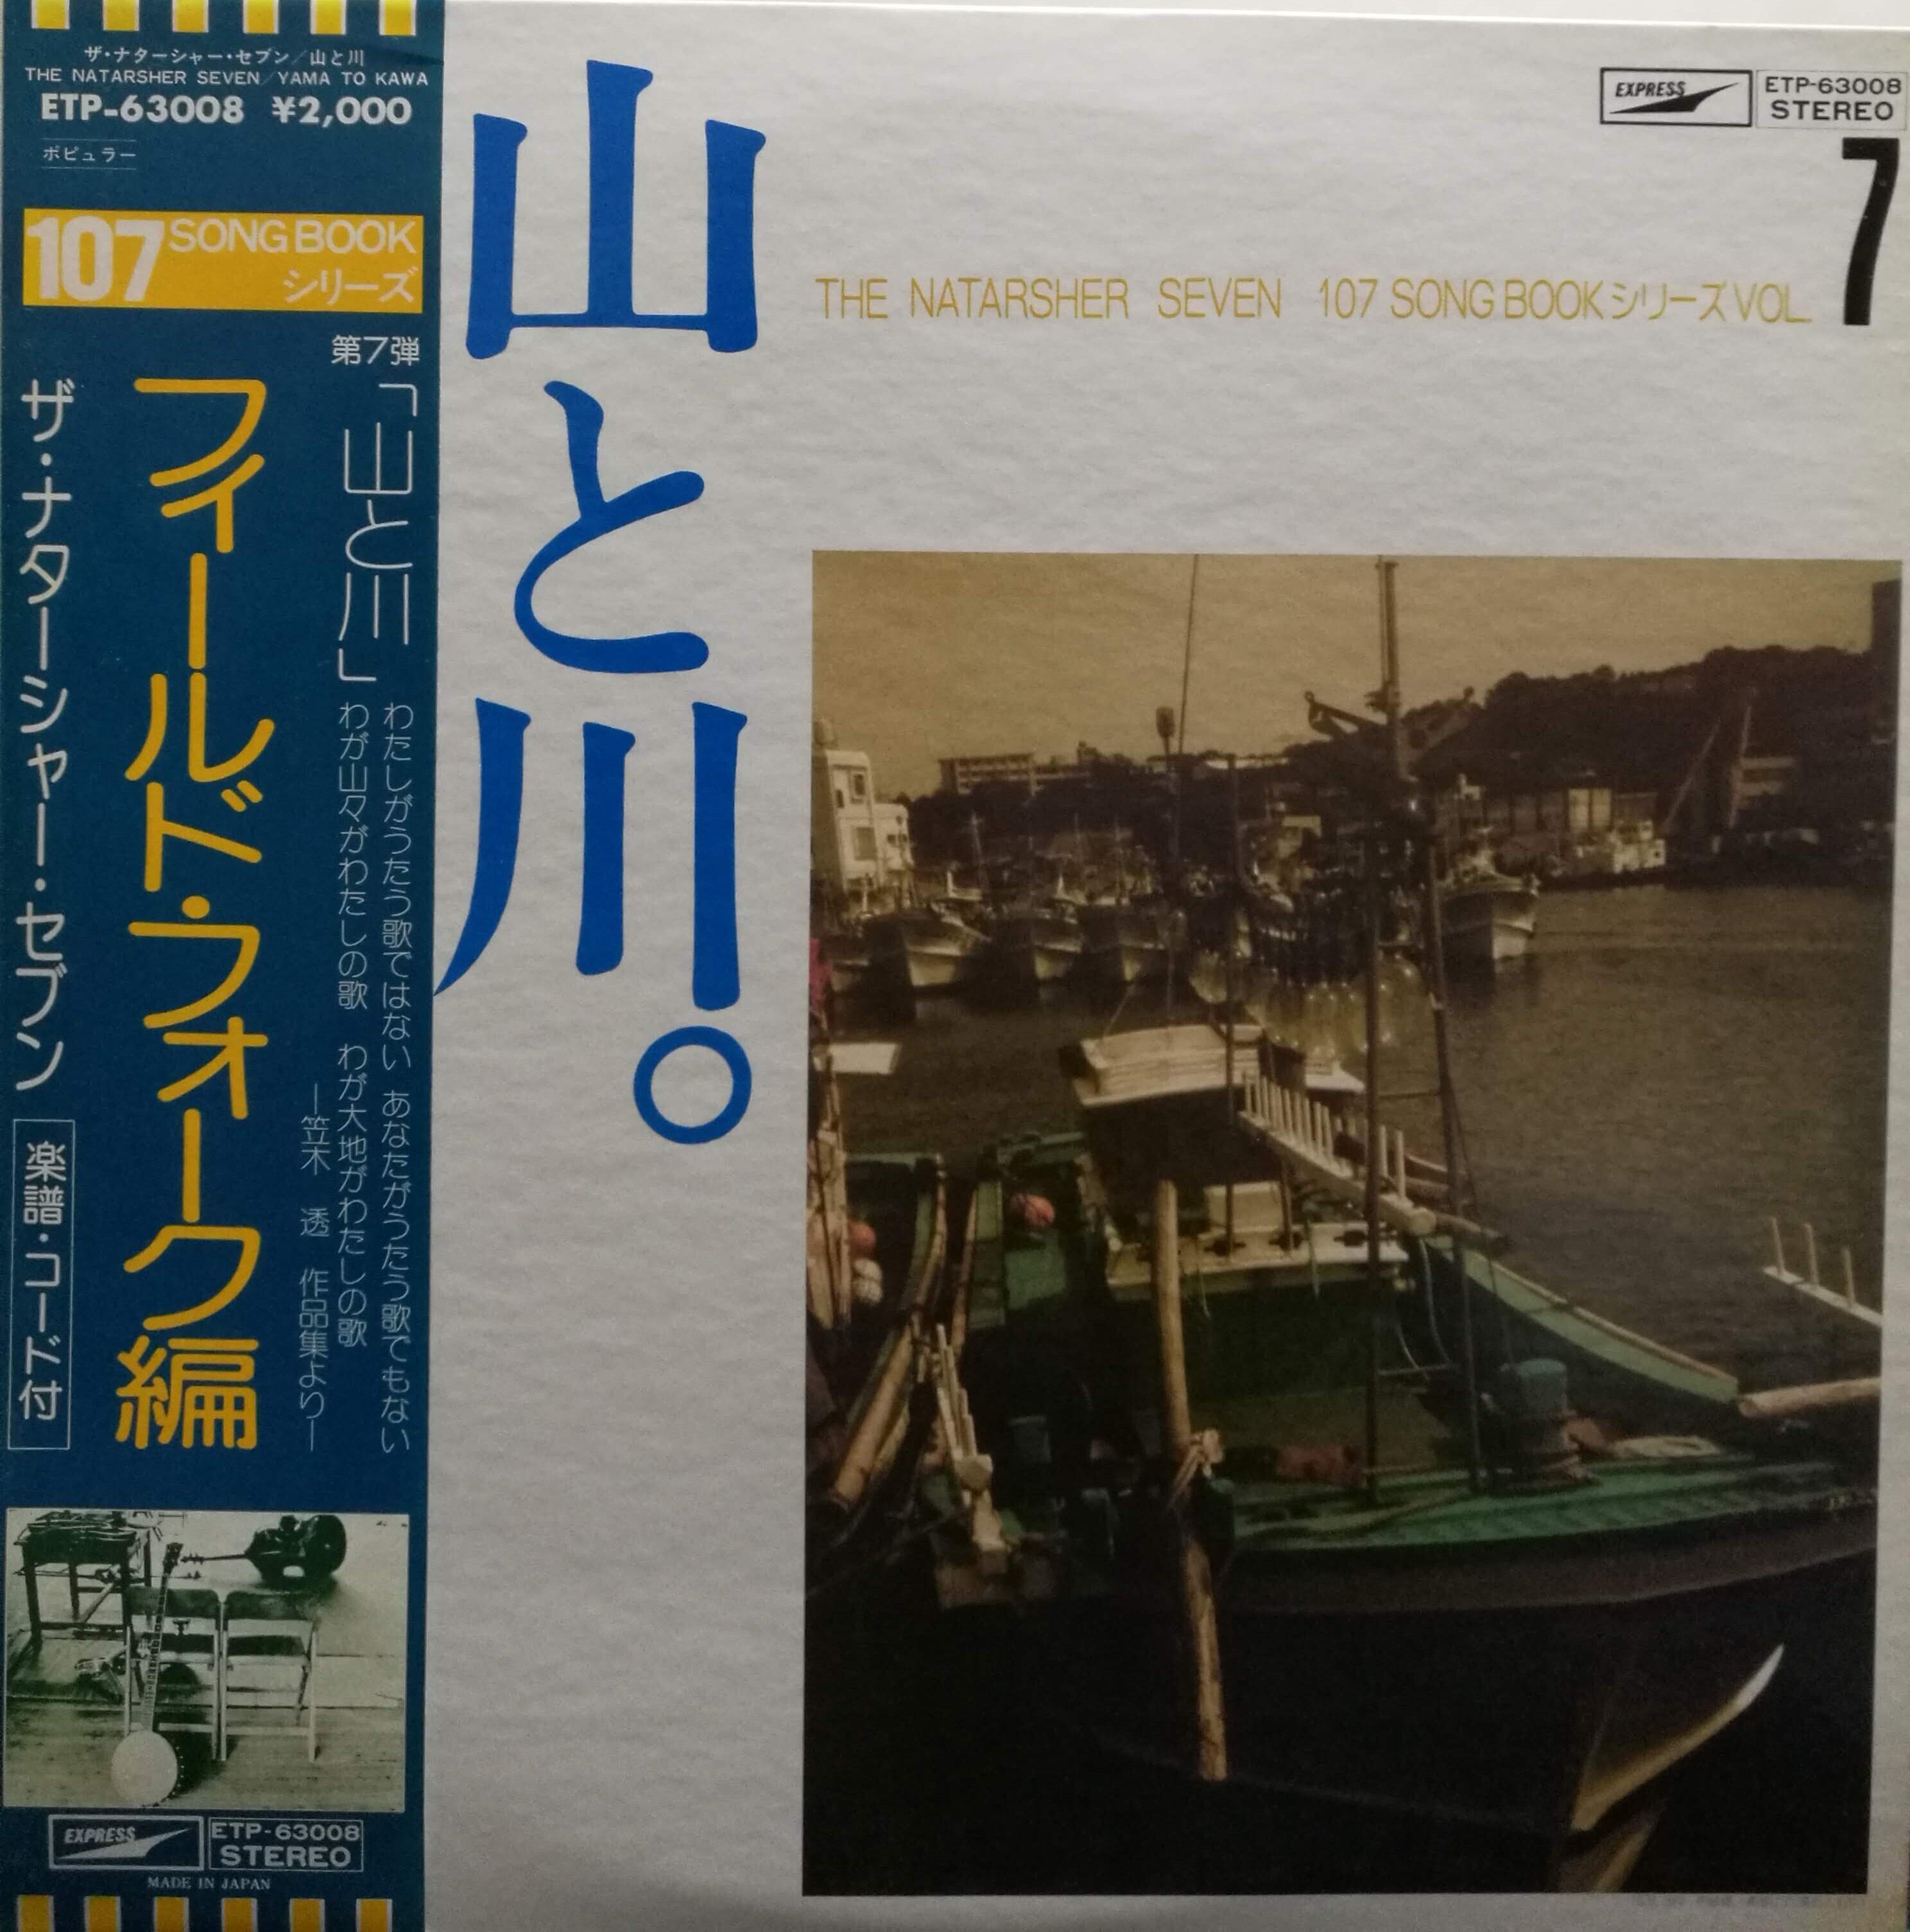 ザ・ナターシャー・セブン/山と川
THE NATARSHER SEVEN/YAMA TO KAWA
ETP-63008 ¥2,000
ポピュラー
107 SONG BOOK
シリーズ
第7弾
「山と川」
わたしがうたう歌ではない あなたがうたう歌でもない
わが山々がわたしの歌 わが大地がわたしの歌
―笠木 透 作品集より―
フィールド・フォーク編
ザ・ナターシャー・セブン
楽譜・コード付
EXPRESS
ETP-63008
STEREO
MADE IN JAPAN
山と川。
EXPRESS
ETP-63008
STEREO
THE NATARSHER SEVEN 107 SONG BOOKシリーズVOL. 7